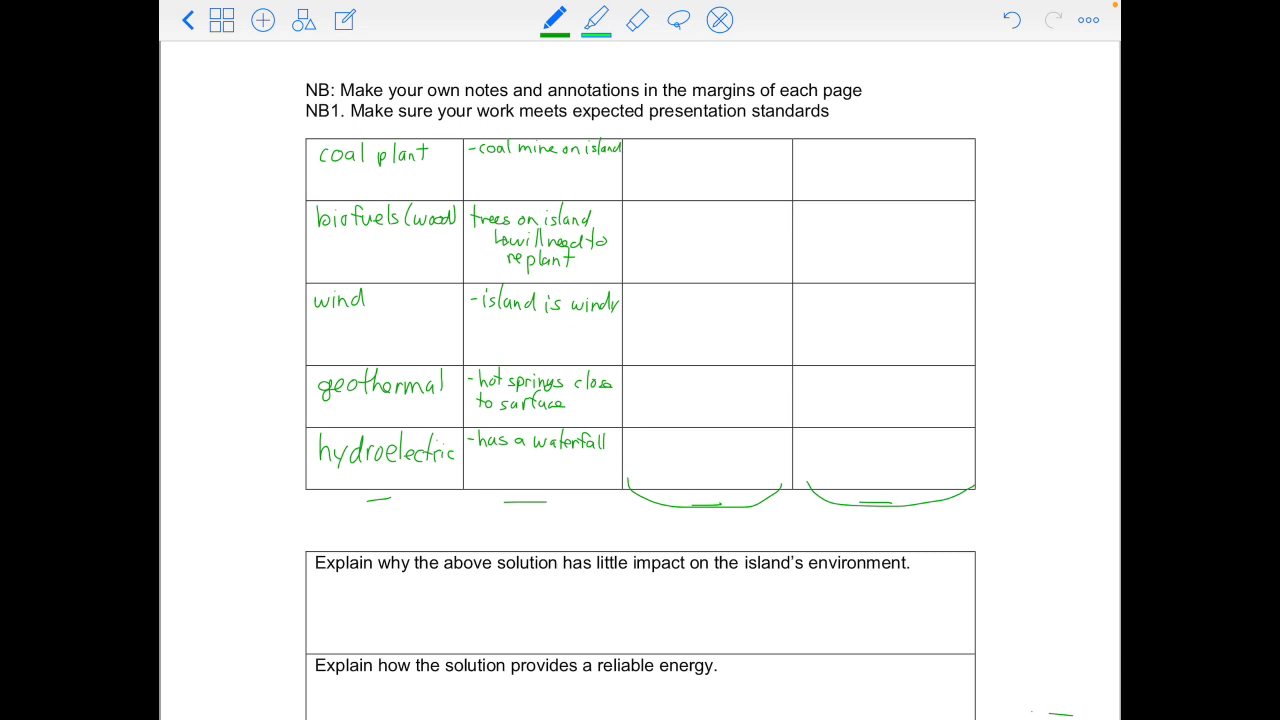 NB: Make your own notes and annotations in the margins of each page
NB1. Make sure your work meets expected presentation standards
coal plant
-coal mine on island
biofuels (wood)
trees on island
↳ will need to
replant
wind
-island is windy
geothermal
-hot springs close
to surface
hydroelectric
-has a waterfall
Explain why the above solution has little impact on the island's environment.
Explain how the solution provides a reliable energy.